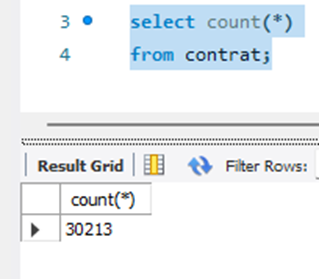 3 select count(*)
4 from contrat;
Result Grid Filter Rows:
count(*)
30213